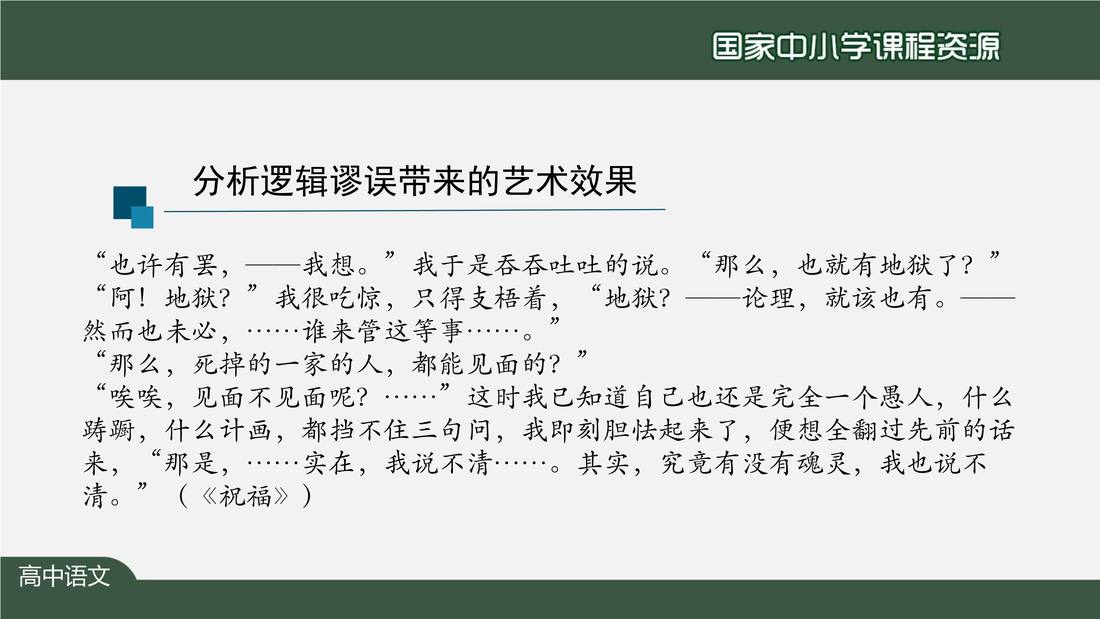 国家中小学课程资源
分析逻辑谬误带来的艺术效果
“也许有罢，——我想。”我于是吞吞吐吐的说。“那么，也就有地狱了？”
“阿！地狱？”我很吃惊，只得支梧着，“地狱？——论理，就该也有。——
然而也未必，……谁来管这等事……。”
“那么，死掉的一家的人，都能见面的？”
“唉唉，见面不见面呢？……”这时我已知道自己也还是完全一个愚人，什么
踌蹰，什么计画，都挡不住三句问，我即刻胆怯起来了，便想全翻过先前的话
来，“那是，……实在，我说不清……。其实，究竟有没有魂灵，我也说不
清。”（《祝福》）
高中语文